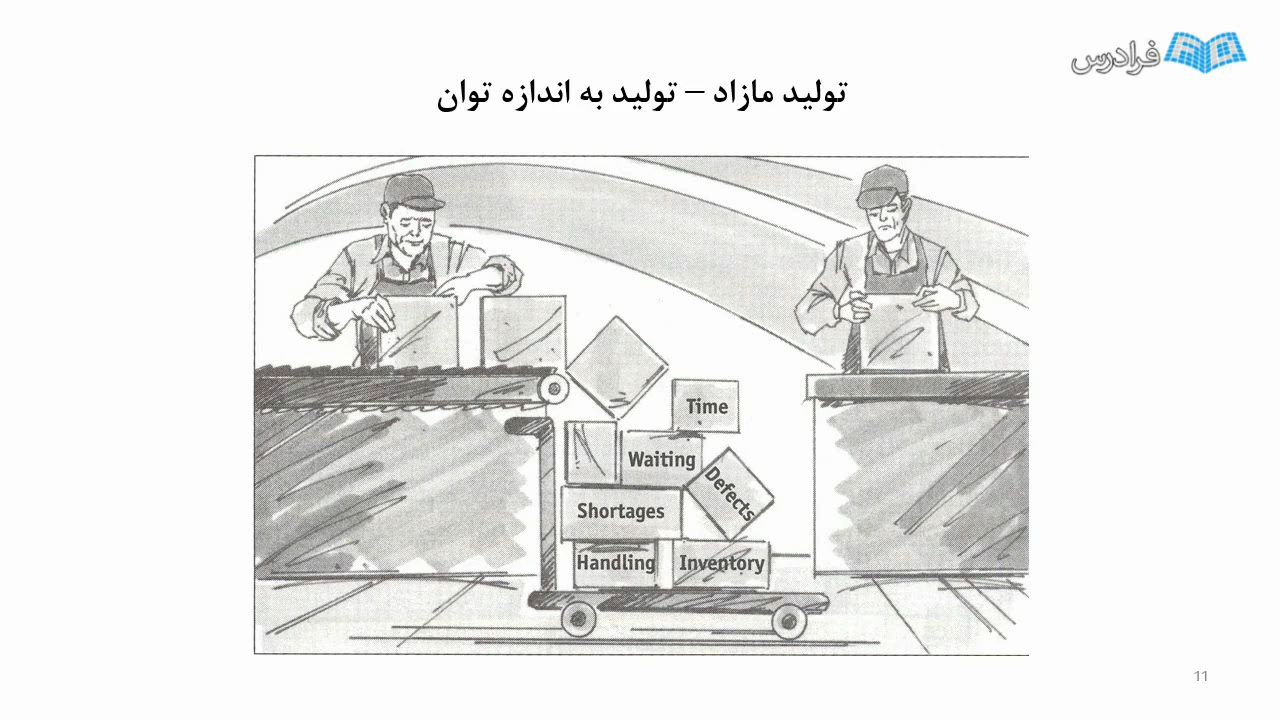 فرادرس
تولید مازاد – تولید به اندازه توان
Time
Waiting
Defects
Shortages
Handling
Inventory
11